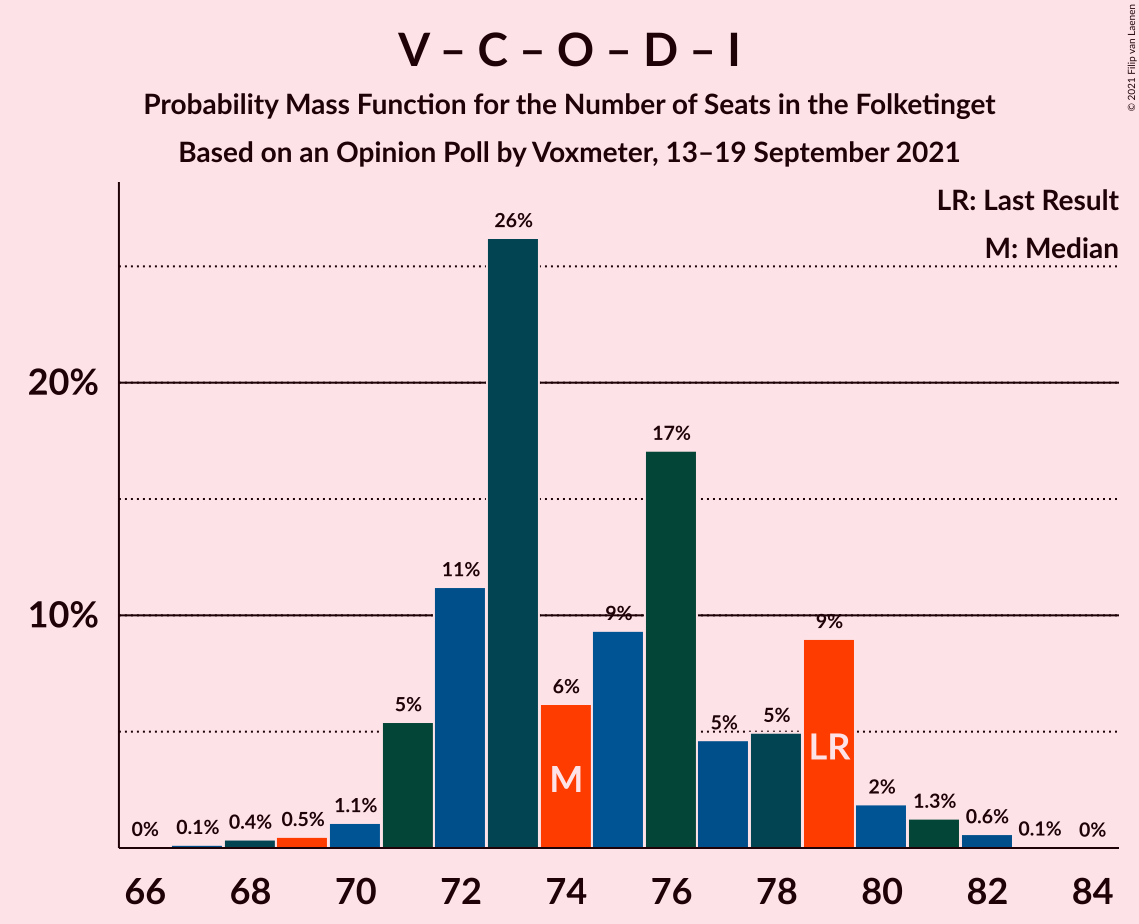 V – C – O – D – I
Probability Mass Function for the Number of Seats in the Folketinget
Based on an Opinion Poll by Voxmeter, 13–19 September 2021
© 2021 Filip van Laenen
LR: Last Result
M: Median
20%
10%
0%
0.1%
0.4%
0.5%
1.1%
5%
11%
26%
6%
9%
17%
5%
5%
9%
2%
1.3%
0.6%
0.1%
0%
M
LR
66 68 70 72 74 76 78 80 82 84